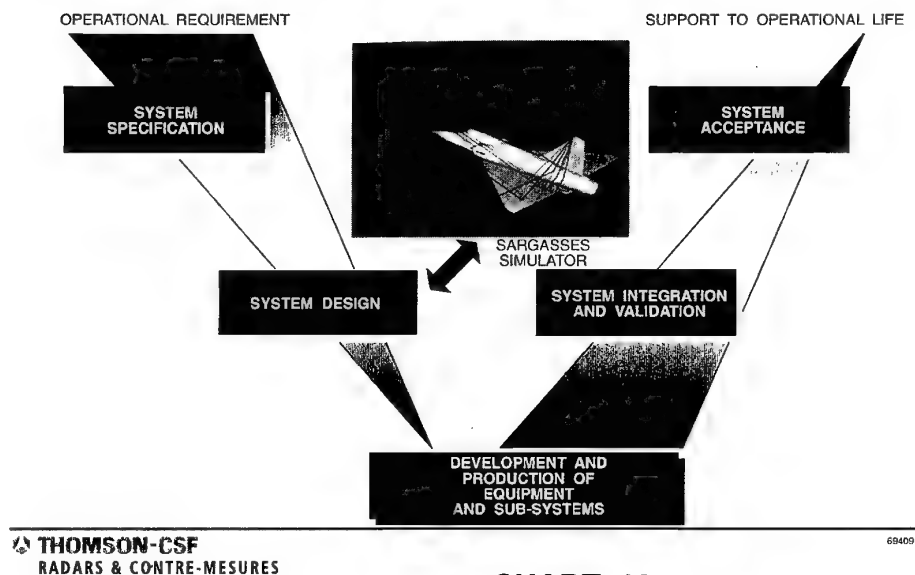 OPERATIONAL REQUIREMENT
SUPPORT TO OPERATIONAL LIFE
SYSTEM
SPECIFICATION
SYSTEM
ACCEPTANCE
SARGASSES
SIMULATOR
SYSTEM DESIGN
SYSTEM INTEGRATION
AND VALIDATION
DEVELOPMENT AND
PRODUCTION OF
EQUIPMENT
AND SUB-SYSTEMS
THOMSON-CSF
RADARS & CONTRE-MESURES
69409